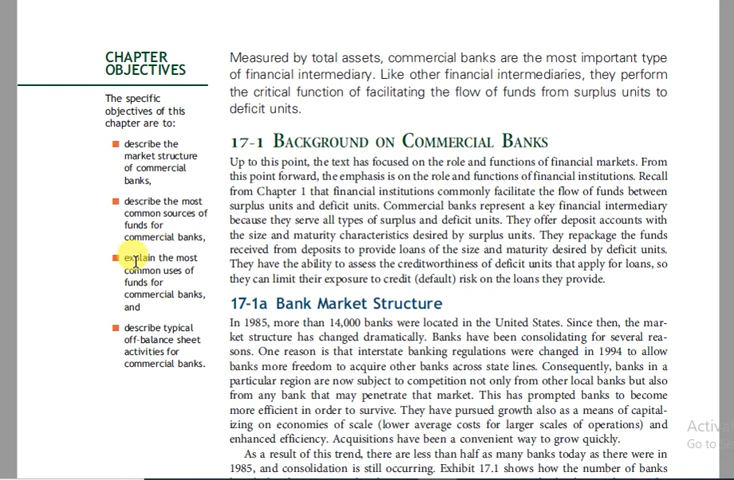 CHAPTER
OBJECTIVES
The specific
objectives of this
chapter are to:
describe the
market structure
of commercial
banks,
describe the most
common sources of
funds for
commercial banks,
explain the most
common uses of
funds for
commercial banks,
and
describe typical
off-balance sheet
activities for
commercial banks.
Measured by total assets, commercial banks are the most important type
of financial intermediary. Like other financial intermediaries, they perform
the critical function of facilitating the flow of funds from surplus units to
deficit units.
17-1 BACKGROUND ON COMMERCIAL BANKS
Up to this point, the text has focused on the role and functions of financial markets. From
this point forward, the emphasis is on the role and functions of financial institutions. Recall
from Chapter 1 that financial institutions commonly facilitate the flow of funds between
surplus units and deficit units. Commercial banks represent a key financial intermediary
because they serve all types of surplus and deficit units. They offer deposit accounts with
the size and maturity characteristics desired by surplus units. They repackage the funds
received from deposits to provide loans of the size and maturity desired by deficit units.
They have the ability to assess the creditworthiness of deficit units that apply for loans, so
they can limit their exposure to credit (default) risk on the loans they provide.
17-1a Bank Market Structure
In 1985, more than 14,000 banks were located in the United States. Since then, the mar-
ket structure has changed dramatically. Banks have been consolidating for several rea-
sons. One reason is that interstate banking regulations were changed in 1994 to allow
banks more freedom to acquire other banks across state lines. Consequently, banks in a
particular region are now subject to competition not only from other local banks but also
from any bank that may penetrate that market. This has prompted banks to become
more efficient in order to survive. They have pursued growth also as a means of capital-
izing on economies of scale (lower average costs for larger scales of operations) and
enhanced efficiency. Acquisitions have been a convenient way to grow quickly.
As a result of this trend, there are less than half as many banks today as there were in
1985, and consolidation is still occurring. Exhibit 17.1 shows how the number of banks
Activ
Go to